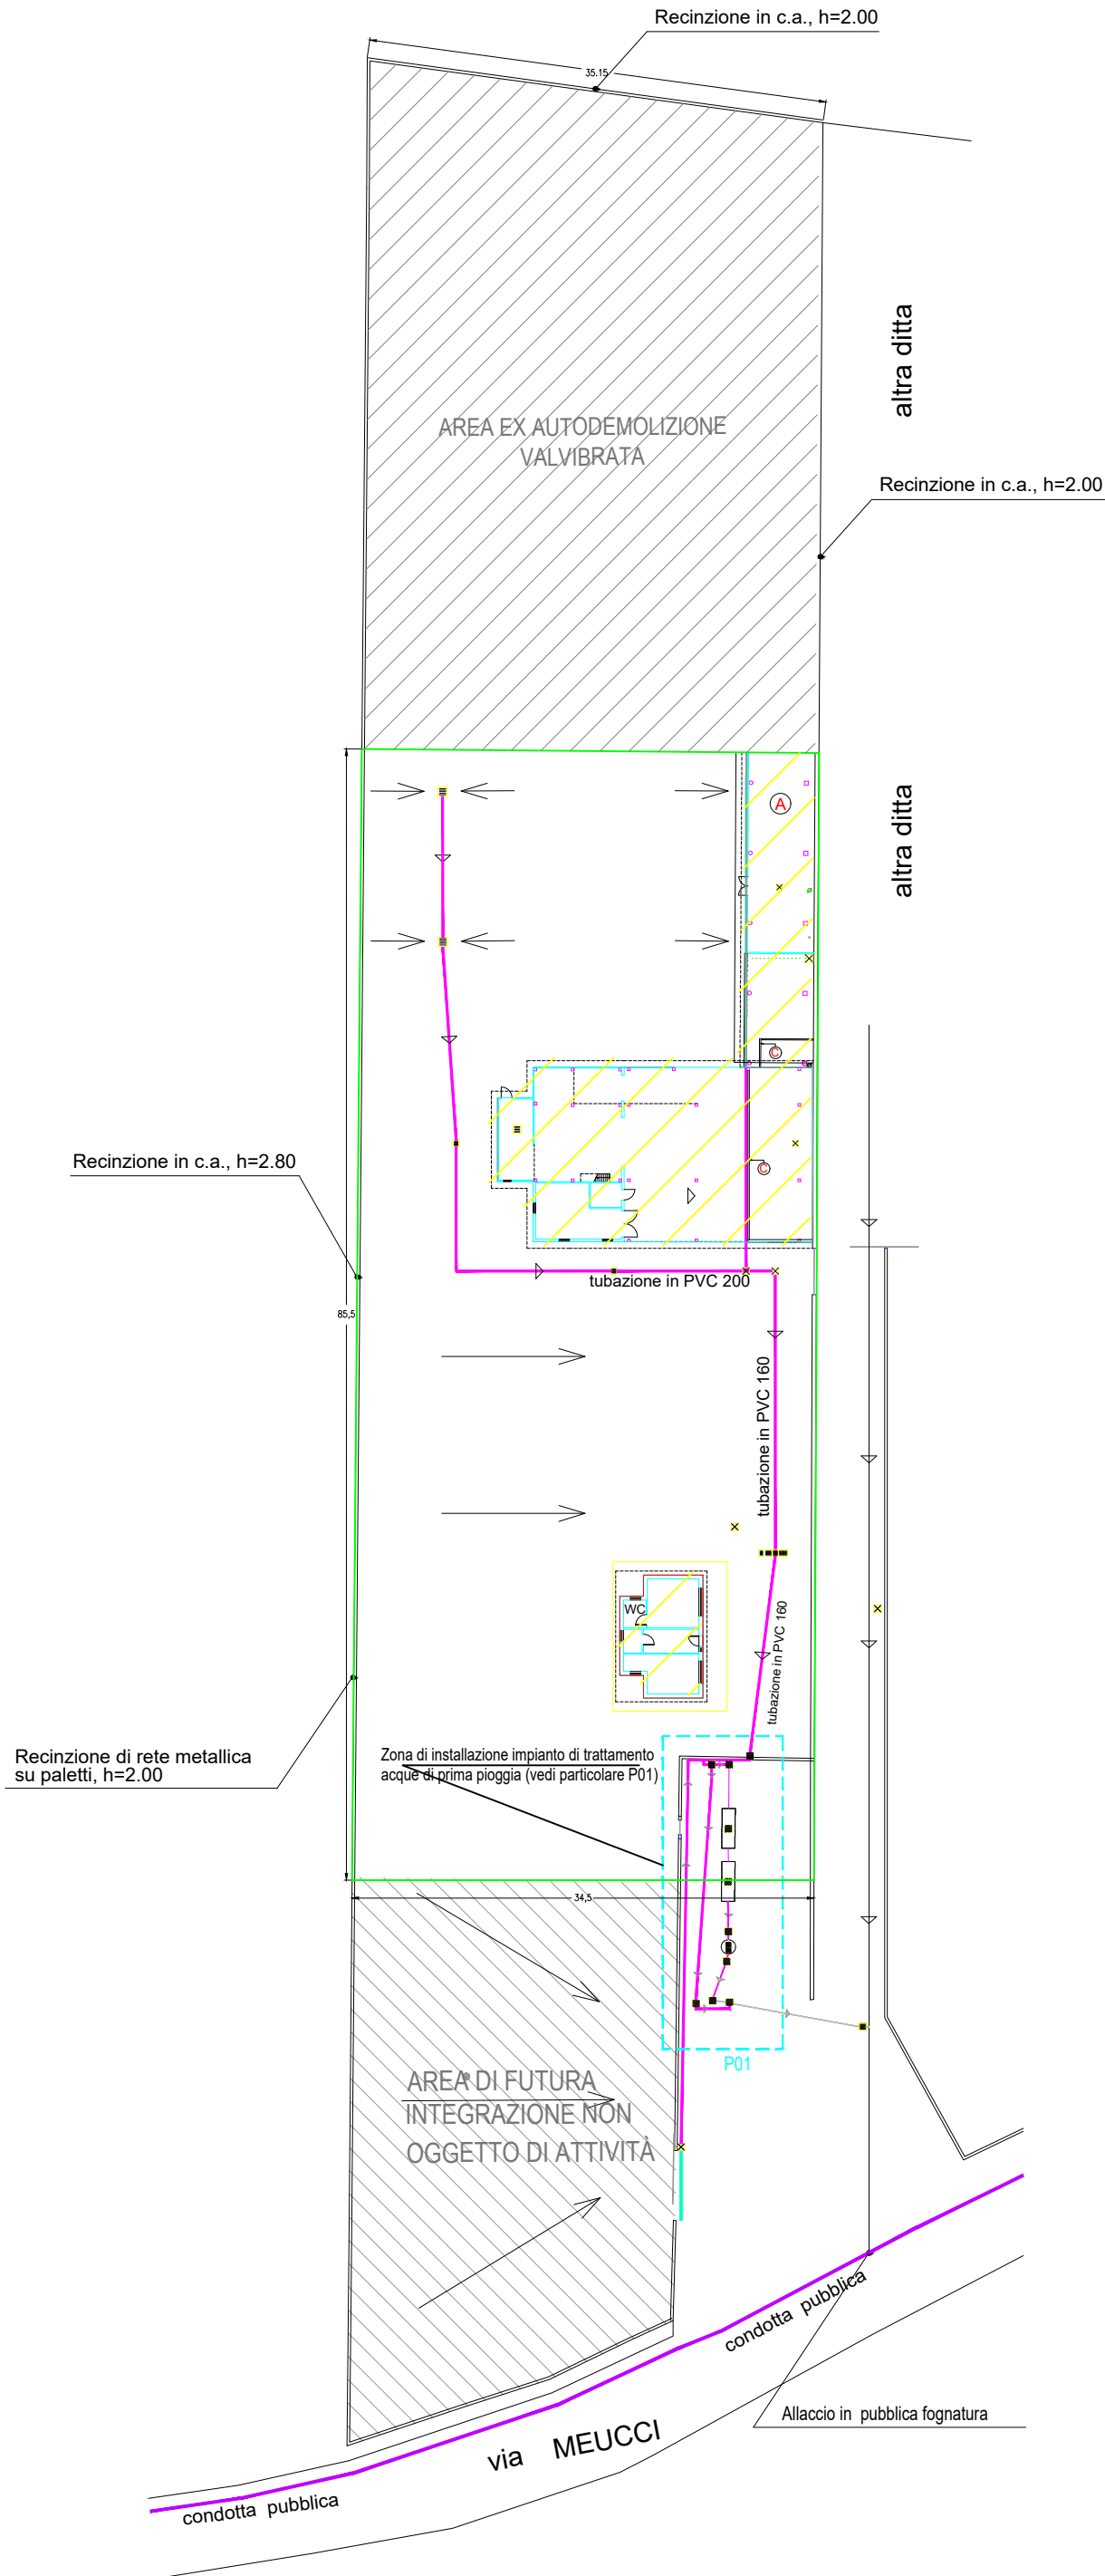 Recinzione in c.a., h=2.00
35.15
altra ditta
AREA EX AUTODEMOLIZIONE
VALVIBRATA
Recinzione in c.a., h=2.00
A
altra ditta
C
Recinzione in c.a., h=2.80
C
tubazione in PVC 200
85,5
tubazione in PVC 160
WC
tubazione in PVC 160
Recinzione di rete metallica
su paletti, h=2.00
Zona di installazione impianto di trattamento
acque di prima pioggia (vedi particolare P01)
34,5
P01
AREA DI FUTURA
INTEGRAZIONE NON
OGGETTO DI ATTIVITÀ
condotta pubblica
Allaccio in pubblica fognatura
via MEUCCI
condotta pubblica